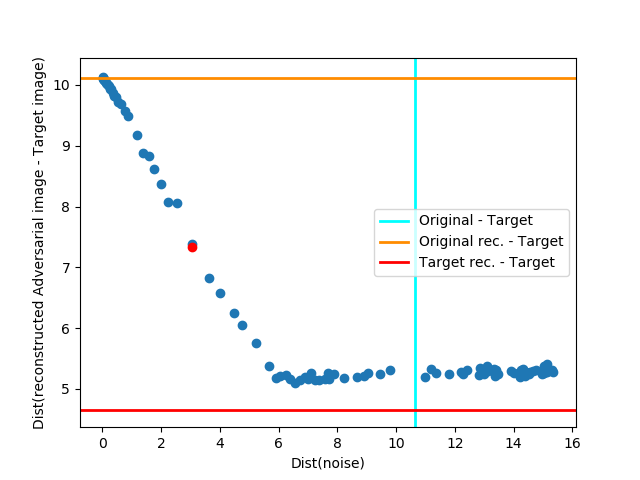 Dist(reconstructed Adversarial image - Target image)
10
9
8
7
6
5
Original - Target
Original rec. - Target
Target rec. - Target
0 2 4 6 8 10 12 14 16
Dist(noise)